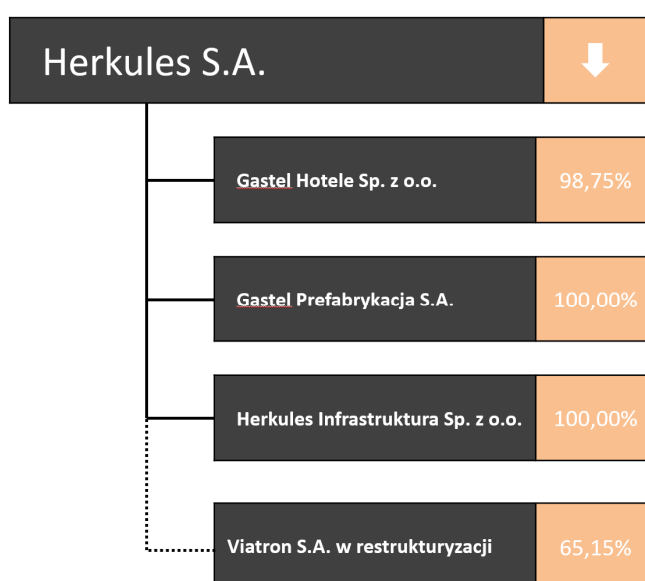 Herkules S.A.
Gastel Hotele Sp. z o.o.
98,75%
Gastel Prefabrykacja S.A.
100,00%
Herkules Infrastruktura Sp. z o.o.
100,00%
Viatron S.A. w restrukturyzacji
65,15%